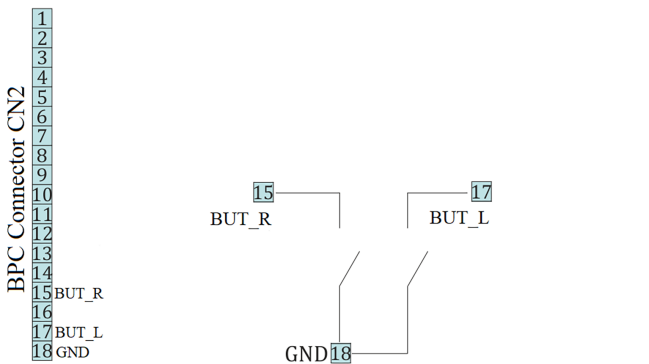 BPC Connector CN2
1
2
3
4
5
6
7
8
9
10
11
12
13
14
15 BUT_R
16
17 BUT_L
18 GND
15
BUT_R
17
BUT_L
GND 18